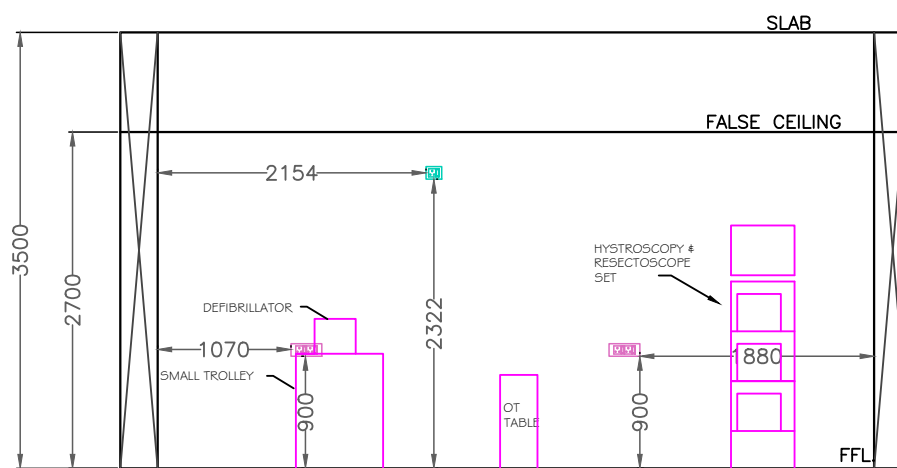 SLAB
FALSE CEILING
2154
3500
2700
HYSTROSCOPY &
RESECTOSCOPE
SET
DEFIBRILLATOR
2322
1070
1880
SMALL TROLLEY
900
OT
TABLE
900
FFL.